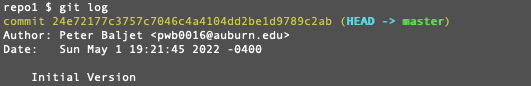 repo1 $ git log
commit 24e72177c3757c7046c4a4104dd2be1d9789c2ab (HEAD -> master)
Author: Peter Baljet <pwb0016@auburn.edu>
Date:   Sun May 1 19:21:45 2022 -0400
    Initial Version